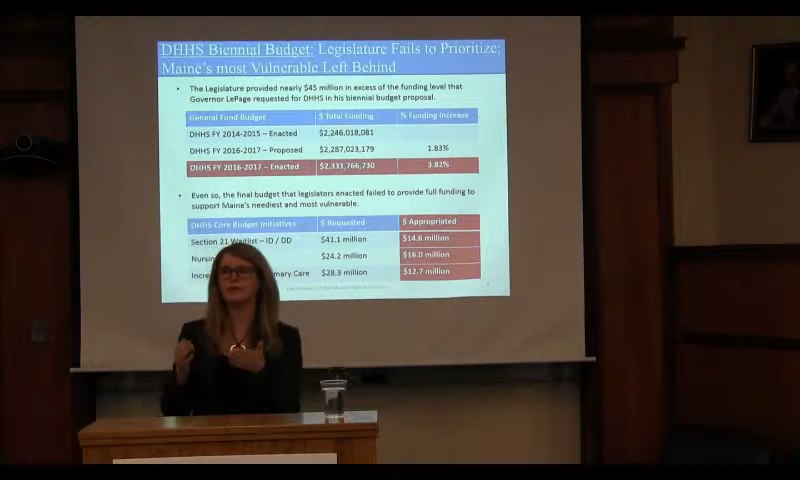 DHHS Biennial Budget: Legislature Fails to Prioritize;
Maine's most Vulnerable Left Behind
• The Legislature provided nearly $45 million in excess of the funding level that
Governor LePage requested for DHHS in his biennial budget proposal.
General Fund Budget $ Total Funding % Funding Increase
DHHS FY 2014-2015 – Enacted $2,246,018,081
DHHS FY 2016-2017 – Proposed $2,287,023,179 1.83%
DHHS FY 2016-2017 – Enacted $2,331,766,730 3.82%
• Even so, the final budget that legislators enacted failed to provide full funding to
support Maine's neediest and most vulnerable.
DHHS Core Budget Initiatives $ Requested $ Appropriated
Section 21 Waitlist – ID / DD $41.1 million $14.6 million
Nursin $24.2 million $16.0 million
Incre mary Care $28.3 million $12.7 million